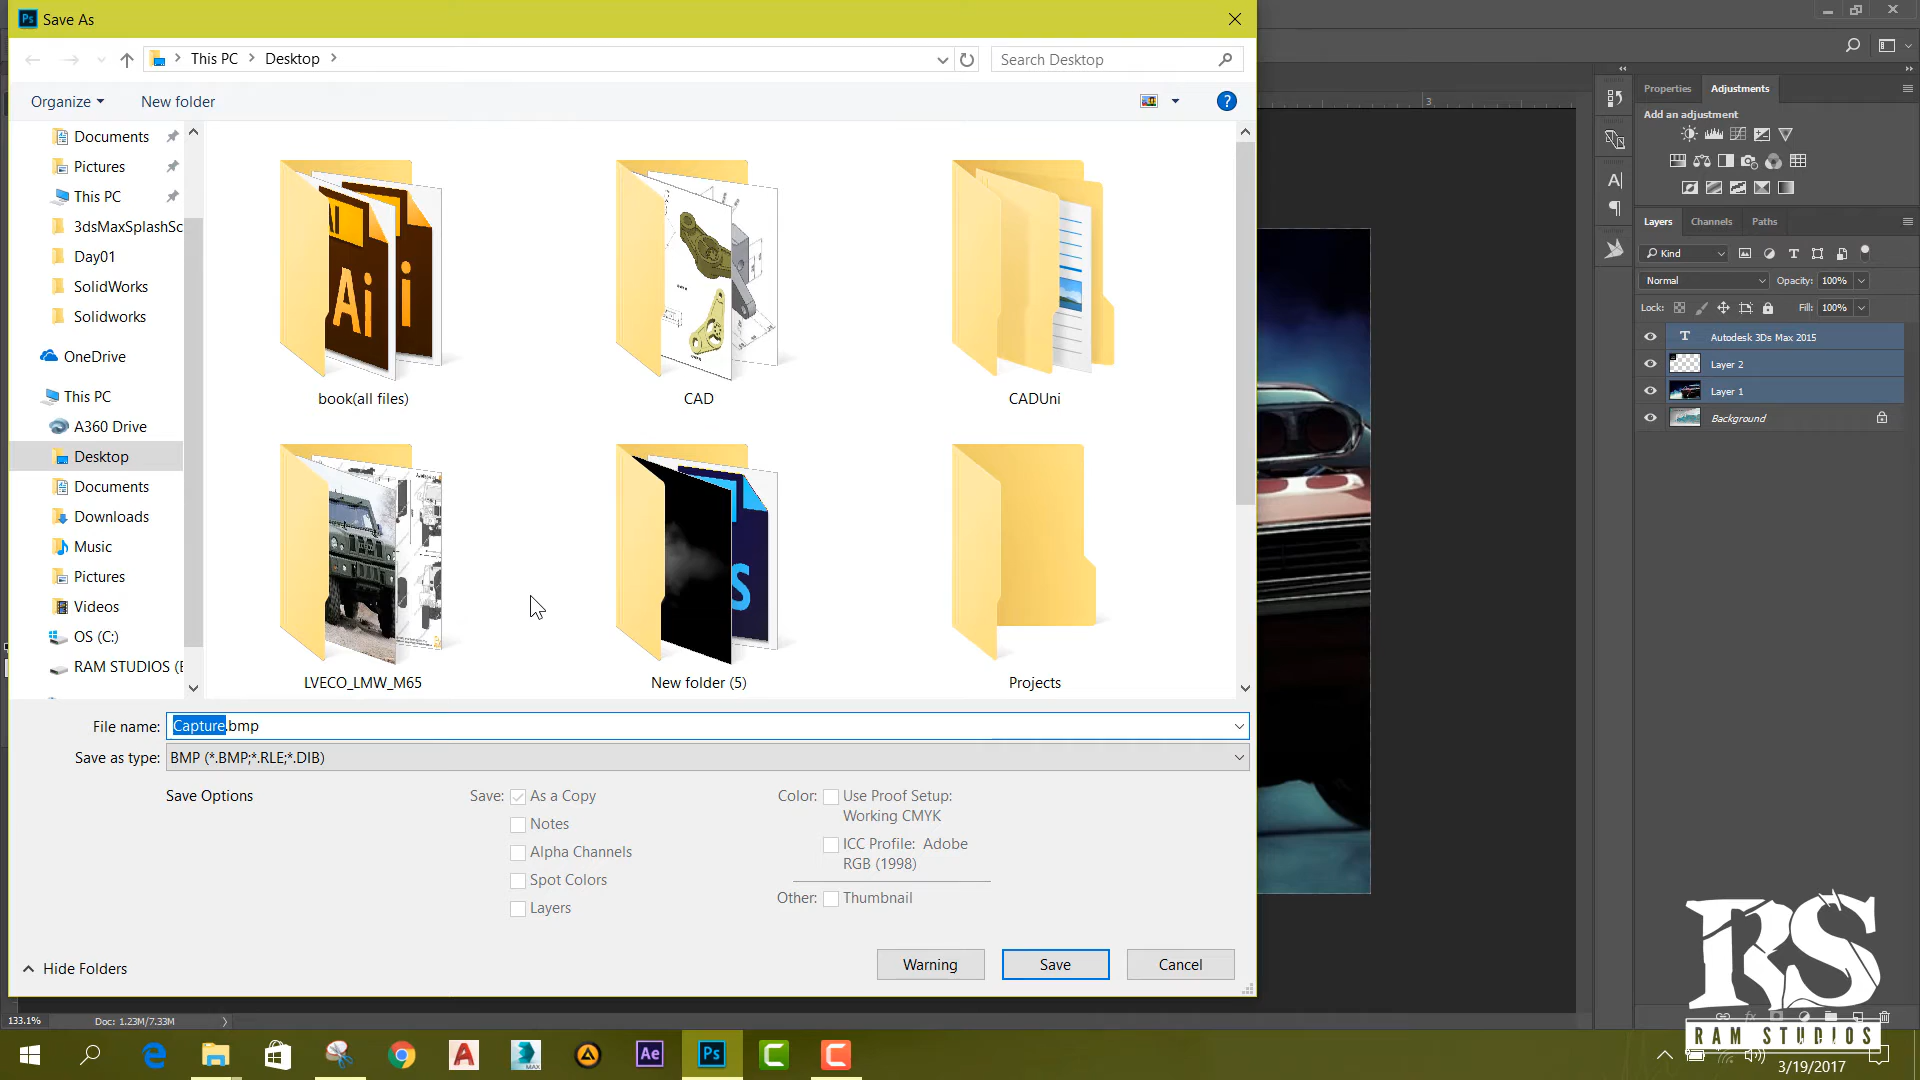 Ps Save As
This PC Desktop
Search Desktop
Organize
New folder
?
Documents
Pictures
This PC
3dsMaxSplashSc
Day01
SolidWorks
Solidworks
OneDrive
This PC
A360 Drive
Desktop
Documents
Downloads
Music
Pictures
Videos
OS (C:)
RAM STUDIOS (E
Ai
book(all files)
CAD
CADUni
LVECO_LMW_M65
New folder (5)
Projects
File name: Capture.bmp
Save as type: BMP (*.BMP;*.RLE;*.DIB)
Save Options
Save: As a Copy
Notes
Alpha Channels
Spot Colors
Layers
Color: Use Proof Setup:
Working CMYK
ICC Profile: Adobe
RGB (1998)
Other: Thumbnail
Hide Folders
Warning
Save
Cancel
3
Properties
Adjustments
Add an adjustment
Layers
Channels
Paths
Kind
Normal
Opacity: 100%
Lock:
Fill: 100%
T Autodesk 3Ds Max 2015
Layer 2
Layer 1
Background
133.1%
Doc: 1.23M/7.33M
RS
RAM STUDIOS
Ae
Ps
3/19/2017